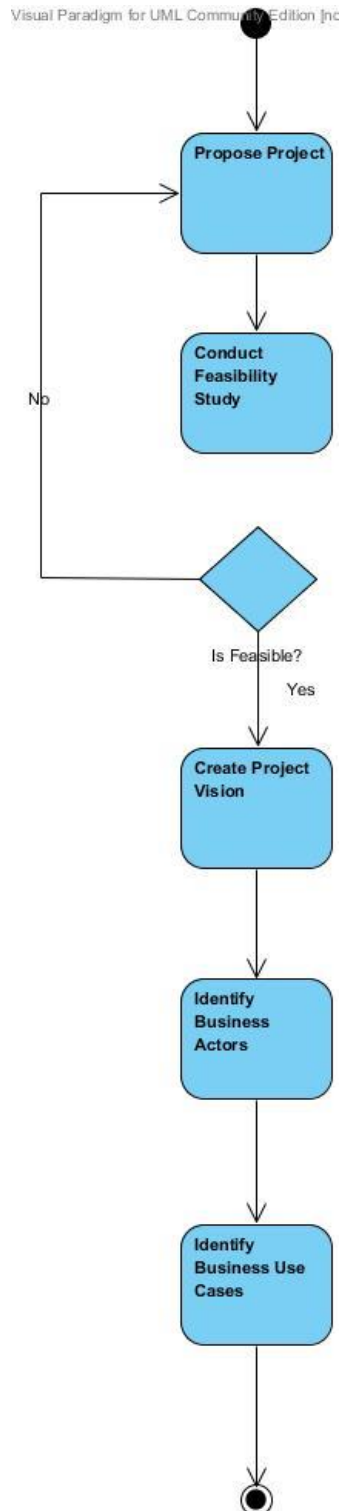 Visual Paradigm for UML Community Edition [no
Propose Project
Conduct
Feasibility
Study
No
Is Feasible?
Yes
Create Project
Vision
Identify
Business
Actors
Identify
Business Use
Cases